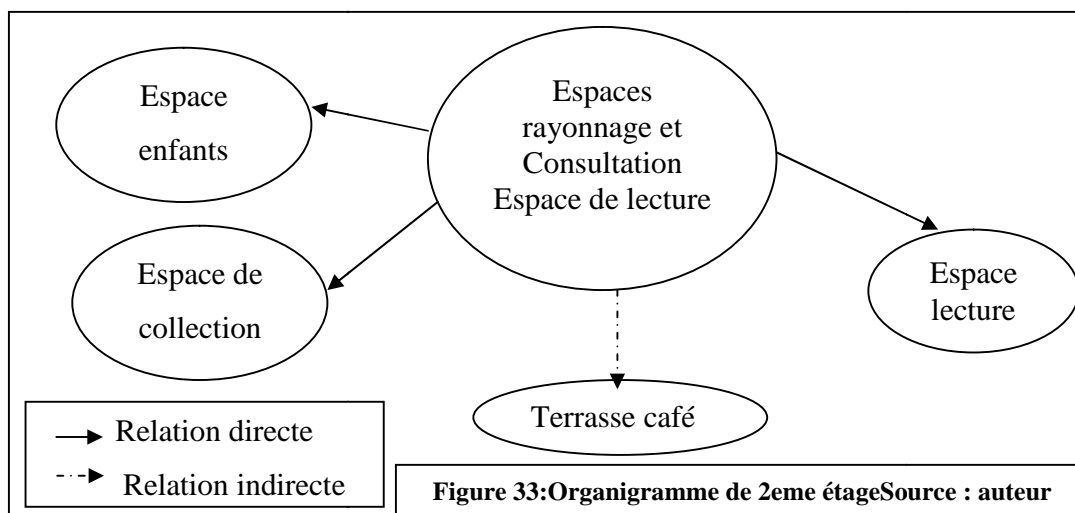 Espace
enfants
Espaces
rayonnage et
Consultation
Espace de lecture
Espace de
collection
Espace
lecture
Terrasse café
Relation directe
Relation indirecte
Figure 33:Organigramme de 2eme étageSource : auteur